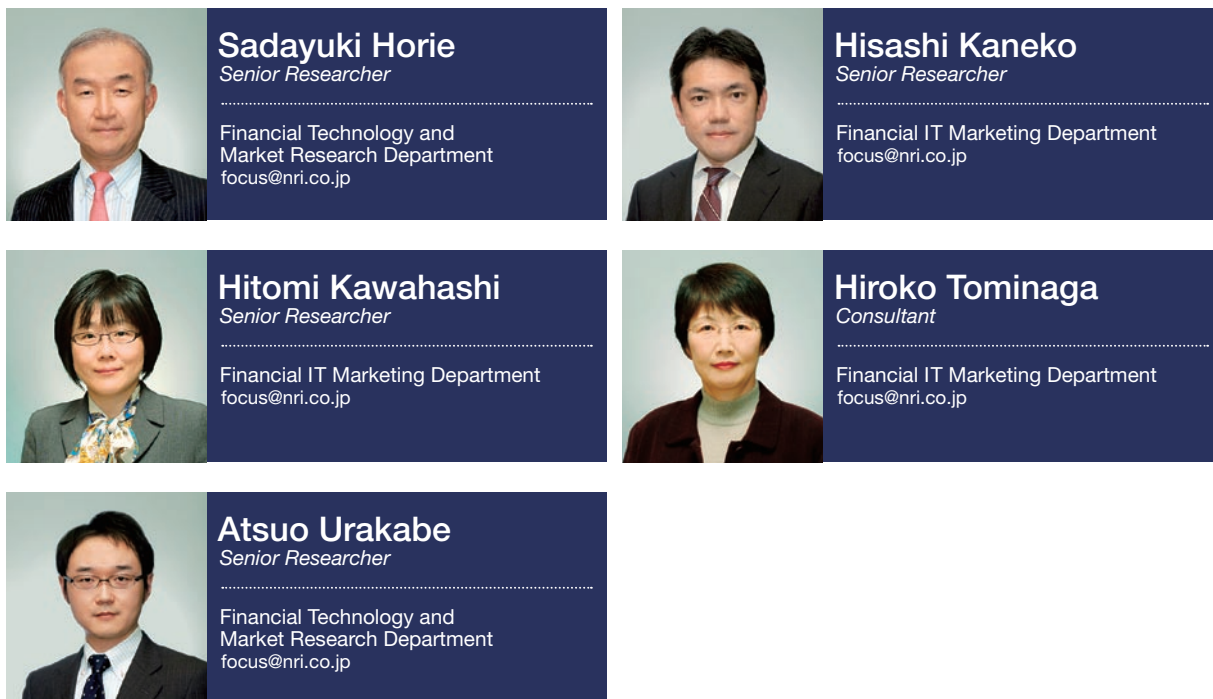 Sadayuki Horie
Senior Researcher
Financial Technology and
Market Research Department
focus@nri.co.jp
Hisashi Kaneko
Senior Researcher
Financial IT Marketing Department
focus@nri.co.jp
Hitomi Kawahashi
Senior Researcher
Financial IT Marketing Department
focus@nri.co.jp
Hiroko Tominaga
Consultant
Financial IT Marketing Department
focus@nri.co.jp
Atsuo Urakabe
Senior Researcher
Financial Technology and
Market Research Department
focus@nri.co.jp